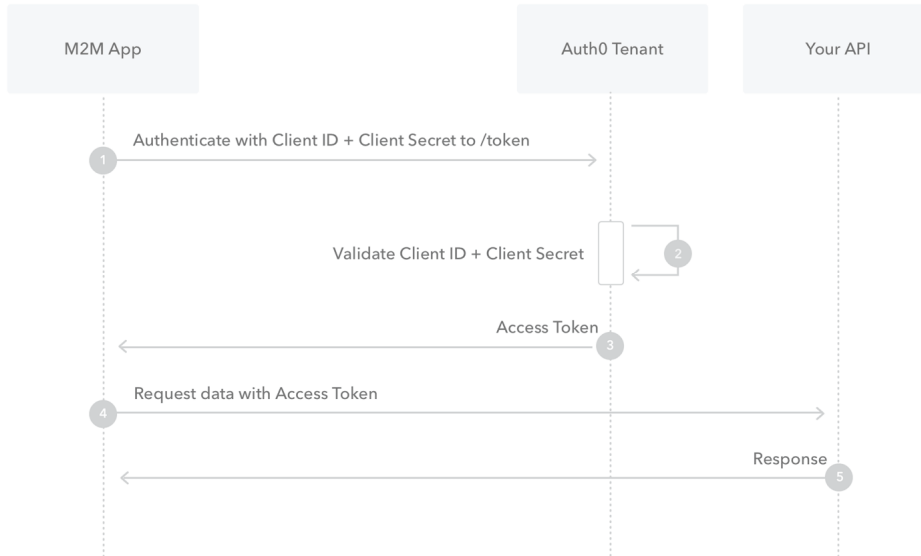 M2M App
Auth0 Tenant
Your API
Authenticate with Client ID + Client Secret to /token
1
Validate Client ID + Client Secret
2
Access Token
3
Request data with Access Token
4
Response
5